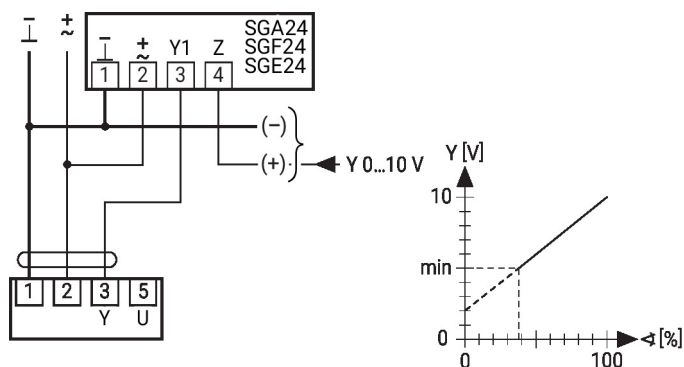 ⊥ ~
+
SGA24
SGF24
SGE24
− + Y1 Z
⊥ ~
1 2 3 4
(−)
(+) Y 0...10 V
1 2 3 5
Y U
Y [V]
10
min
0
0 100
∢ [%]